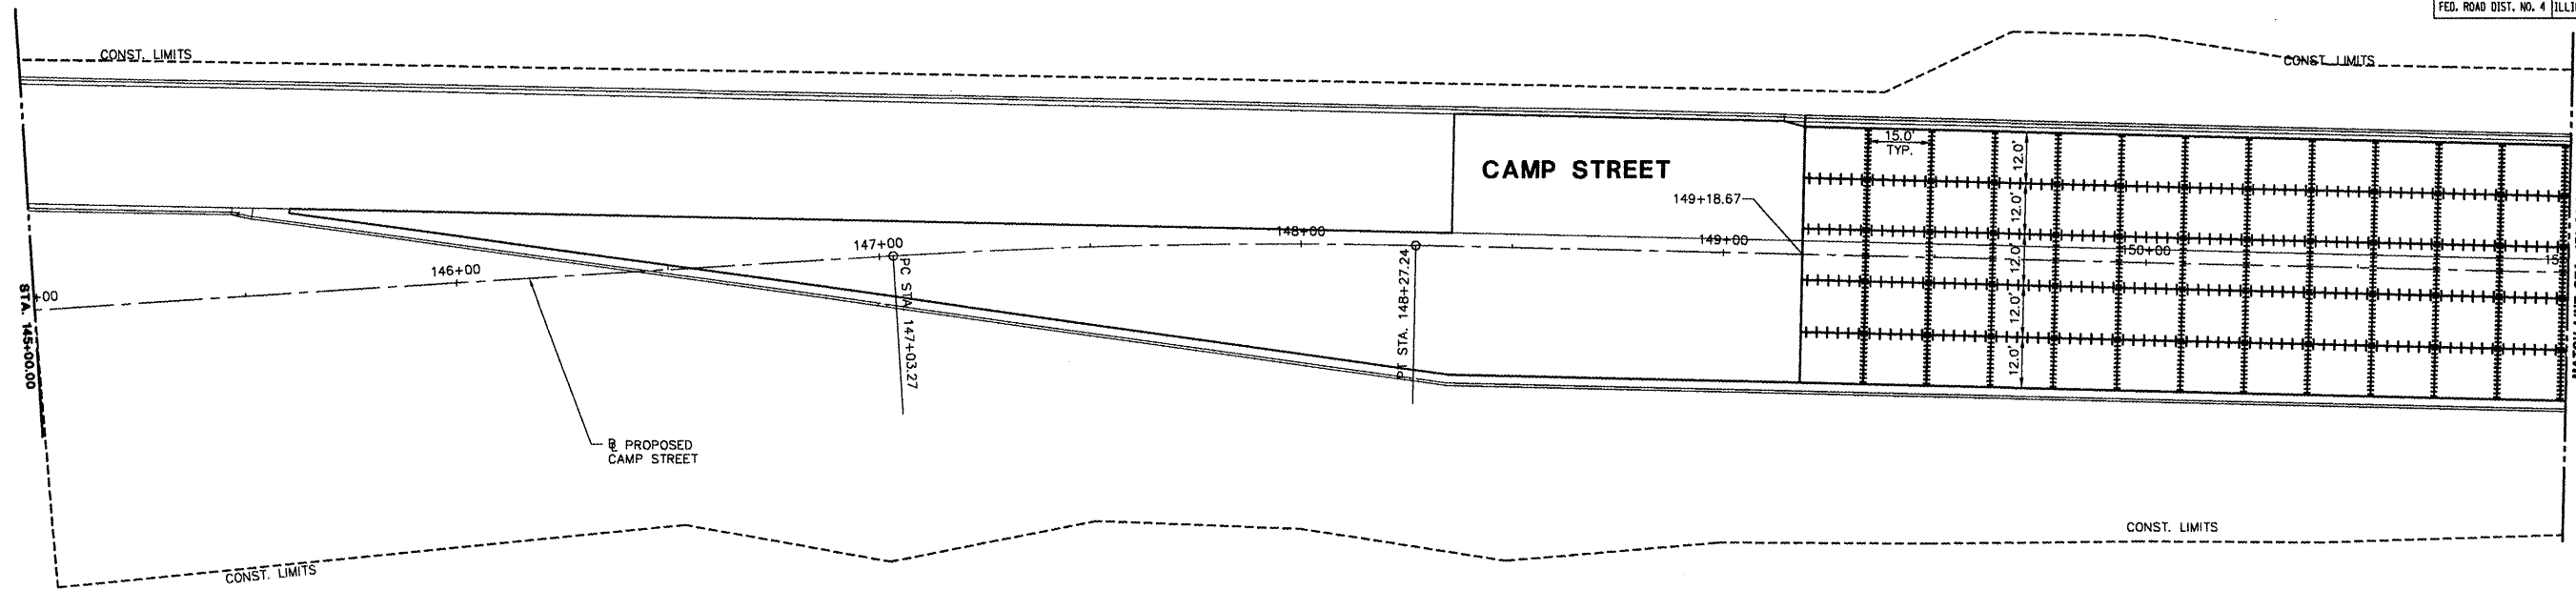 FED. ROAD DIST. NO. 4
CONST. LIMITS
CONST. LIMITS
CAMP STREET
15.0'
TYP.
12.0'
12.0'
12.0'
12.0'
12.0'
149+18.67
147+00
148+00
149+00
150+00
146+00
+00
STA. 145+00.00
PC STA. 147+03.27
PT STA. 148+27.24
PROPOSED
CAMP STREET
CONST. LIMITS
CONST. LIMITS